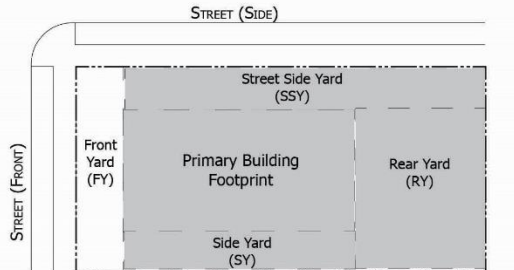 STREET (SIDE)
Street Side Yard
(SSY)
STREET (FRONT)
Front
Yard
(FY)
Primary Building
Footprint
Rear Yard
(RY)
Side Yard
(SY)